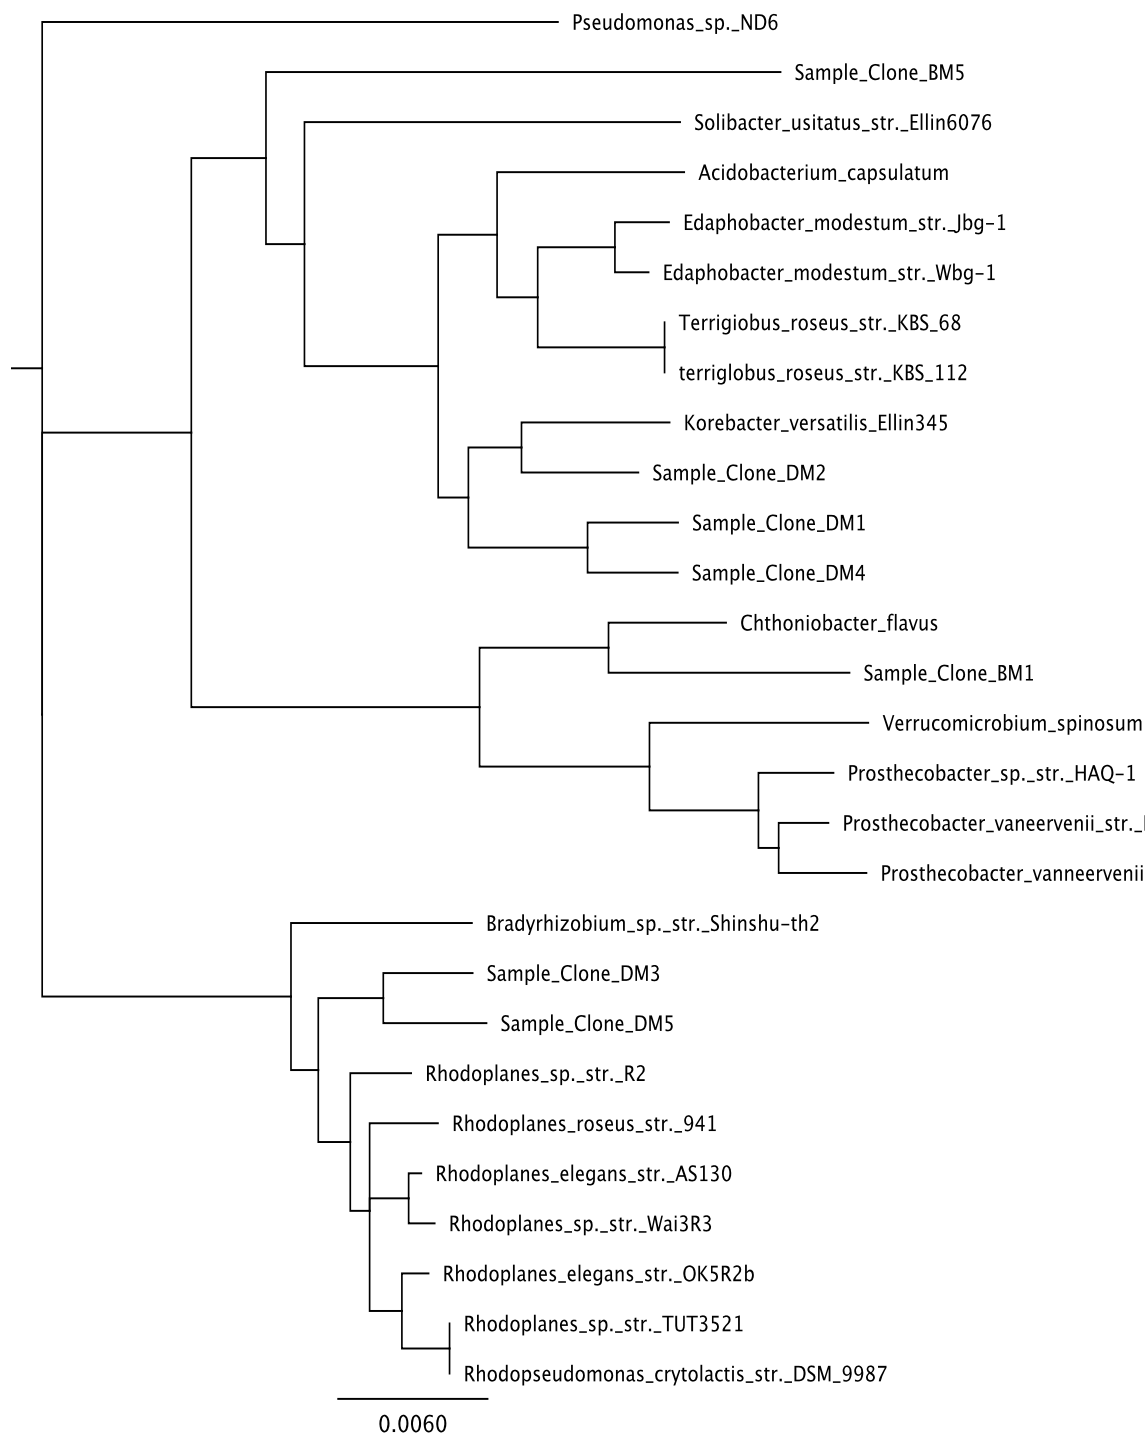 Pseudomonas_sp._ND6
Sample_Clone_BM5
Solibacter_usitatus_str._Ellin6076
Acidobacterium_capsulatum
Edaphobacter_modestum_str._Jbg-1
Edaphobacter_modestum_str._Wbg-1
Terrigiobus_roseus_str._KBS_68
terriglobus_roseus_str._KBS_112
Korebacter_versatilis_Ellin345
Sample_Clone_DM2
Sample_Clone_DM1
Sample_Clone_DM4
Chthoniobacter_flavus
Sample_Clone_BM1
Verrucomicrobium_spinosum
Prosthecobacter_sp._str._HAQ-1
Prosthecobacter_vaneervenii_str._
Prosthecobacter_vanneervenii
Bradyrhizobium_sp._str._Shinshu-th2
Sample_Clone_DM3
Sample_Clone_DM5
Rhodoplanes_sp._str._R2
Rhodoplanes_roseus_str._941
Rhodoplanes_elegans_str._AS130
Rhodoplanes_sp._str._Wai3R3
Rhodoplanes_elegans_str._OK5R2b
Rhodoplanes_sp._str._TUT3521
Rhodopseudomonas_crytolactis_str._DSM_9987
0.0060